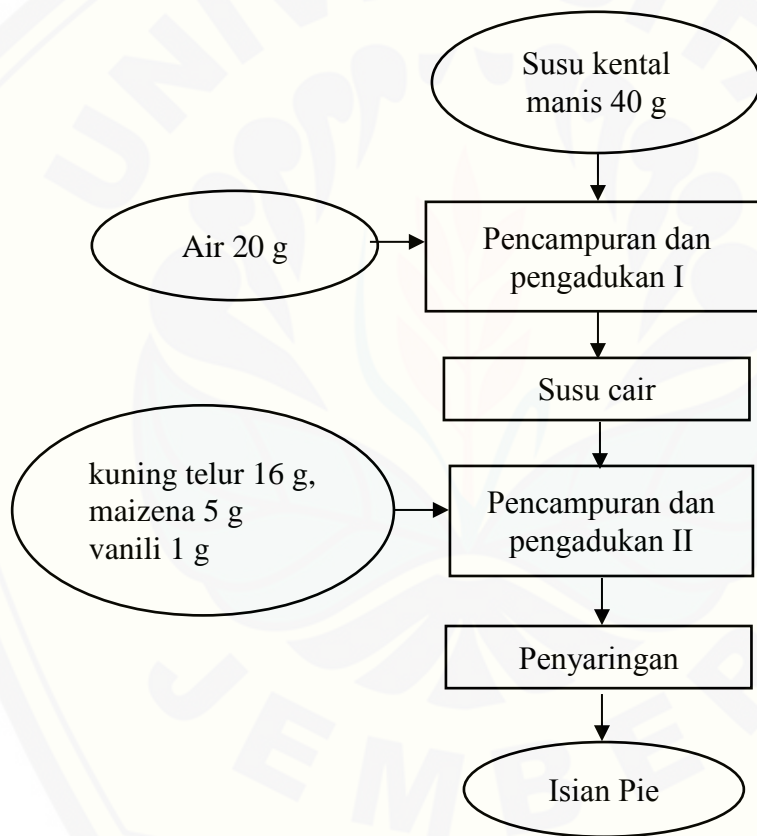 Susu kental
manis 40 g
Air 20 g
Pencampuran dan
pengadukan I
Susu cair
kuning telur 16 g,
maizena 5 g
vanili 1 g
Pencampuran dan
pengadukan II
Penyaringan
Isian Pie